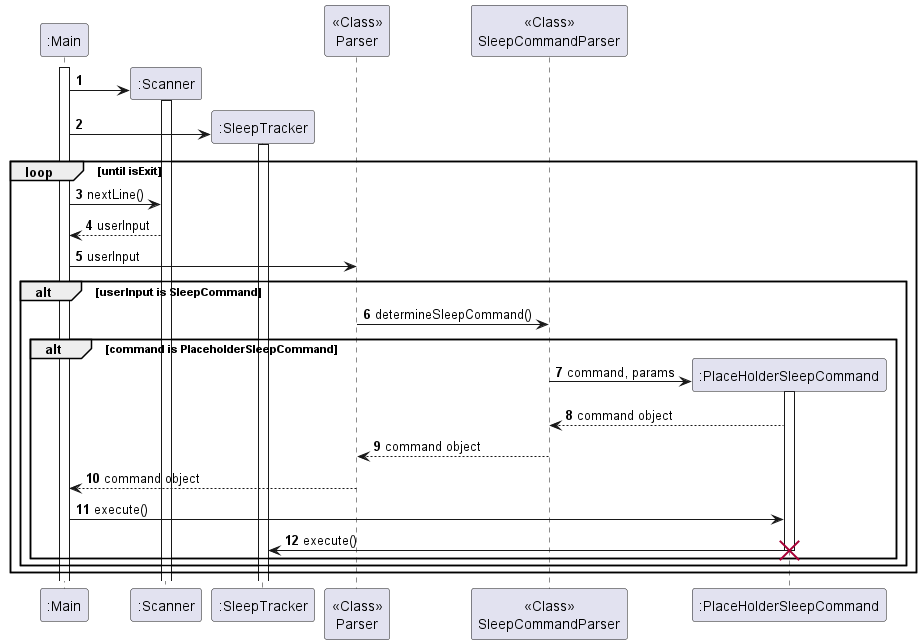 «Class»
«Class»
:Main
Parser
SleepCommandParser
1
:Scanner
2
:SleepTracker
loop
[until isExit]
3 nextLine()
4 userInput
5 userInput
alt
[userInput is SleepCommand]
6 determineSleepCommand()
alt
[command is PlaceholderSleepCommand]
7 command, params
:PlaceHolderSleepCommand
8 command object
9 command object
10 command object
11 execute()
12 execute()
:Main
:Scanner
:SleepTracker
«Class»
Parser
«Class»
SleepCommandParser
:PlaceHolderSleepCommand